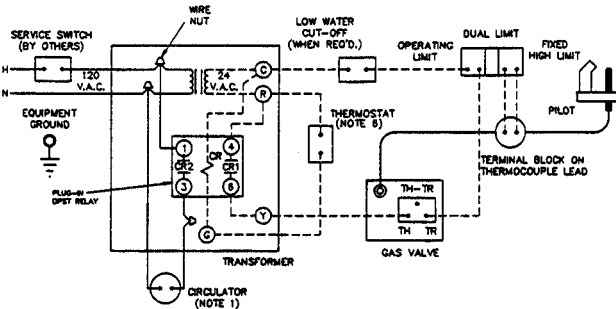 WIRE
NUT
SERVICE SWITCH
(BY OTHERS)
LOW WATER
CUT-OFF
(WHEN REQ'D.)
DUAL LIMIT
OPERATING
LIMIT
FIXED
HIGH LIMIT
H
120
V.A.C.
24
V.A.C.
C
N
R
EQUIPMENT
GROUND
THERMOSTAT
(NOTE 8)
PILOT
TERMINAL BLOCK ON
THERMOCOUPLE LEAD
1
4
CR
CR2
CR1
3
6
PLUG-IN
DPST RELAY
Y
G
TH-TR
TH TR
GAS VALVE
TRANSFORMER
CIRCULATOR
(NOTE 1)